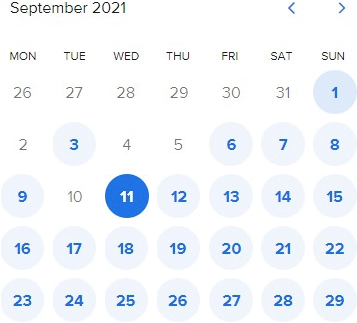 September 2021
MON TUE WED THU FRI SAT SUN
26 27 28 29 30 31 1
2 3 4 5 6 7 8
9 10 11 12 13 14 15
16 17 18 19 20 21 22
23 24 25 26 27 28 29